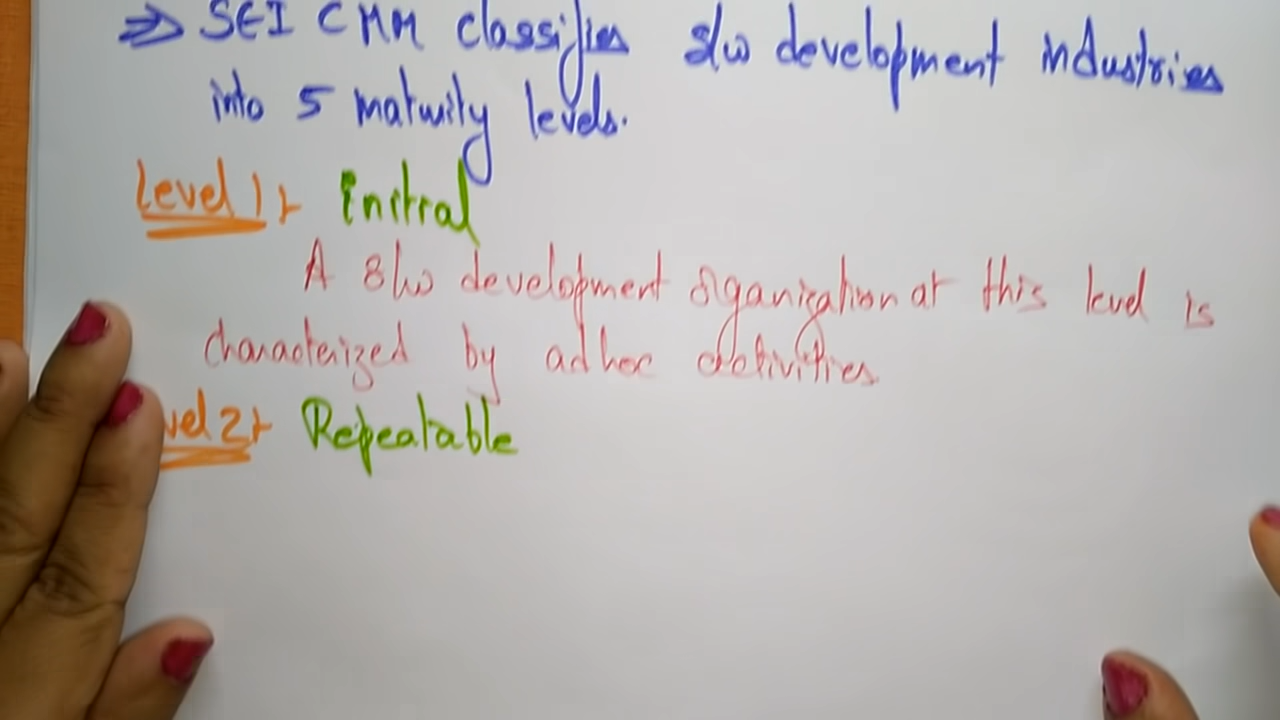 ⇒ SEI CMM classifies s/w development industries
into 5 maturity levels.
Level 1:- Initial
A s/w development organization at this level is
characterized by adhoc activities
vel 2:- Repeatable